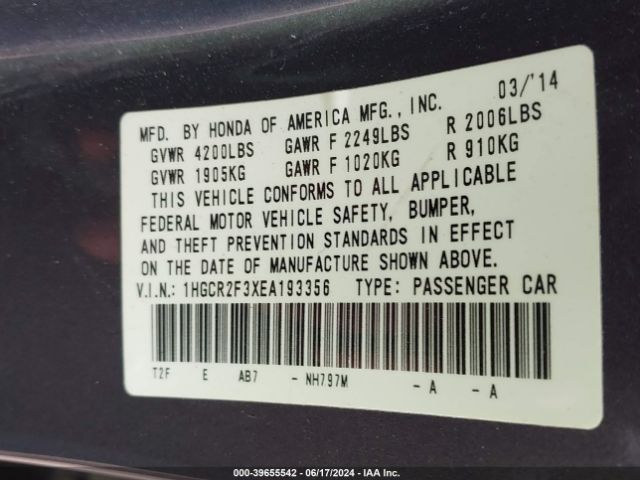 MFD. BY HONDA OF AMERICA MFG., INC. 03/'14
GVWR 4200LBS GAWR F 2249LBS R 2006LBS
GVWR 1905KG GAWR F 1020KG R 910KG
THIS VEHICLE CONFORMS TO ALL APPLICABLE
FEDERAL MOTOR VEHICLE SAFETY, BUMPER,
AND THEFT PREVENTION STANDARDS IN EFFECT
ON THE DATE OF MANUFACTURE SHOWN ABOVE.
V.I.N.: 1HGCR2F3XEA193356 TYPE: PASSENGER CAR
T2F E AB7 - NH797M - A - A
000-39655542 - 06/17/2024 - IAA Inc.